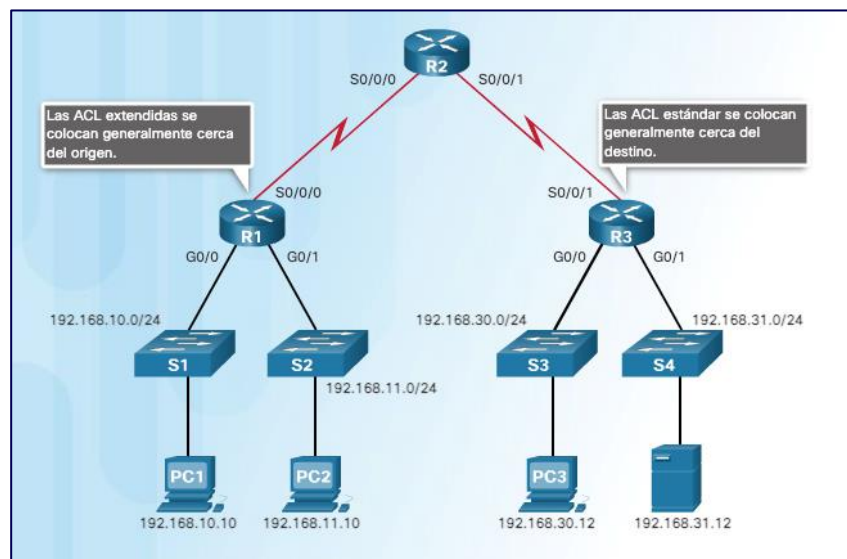 R2
S0/0/0
S0/0/1
Las ACL extendidas se
colocan generalmente cerca
del origen.
Las ACL estándar se colocan
generalmente cerca del
destino.
S0/0/0
S0/0/1
R1
R3
G0/0
G0/1
G0/0
G0/1
192.168.10.0/24
192.168.30.0/24
192.168.31.0/24
S1
S2
S3
S4
192.168.11.0/24
PC1
PC2
PC3
192.168.10.10
192.168.11.10
192.168.30.12
192.168.31.12